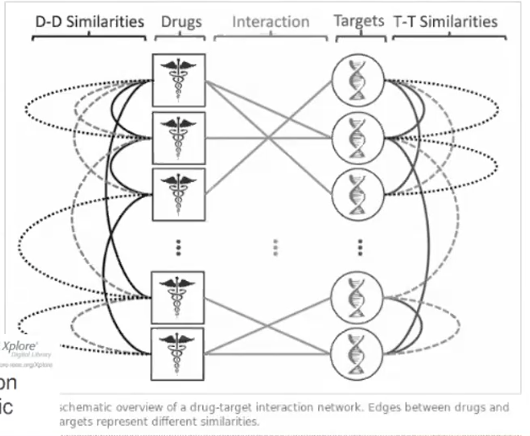 D-D Similarities Drugs Interaction Targets T-T Similarities
Xplore®
Digital Library
on
ic
schematic overview of a drug-target interaction network. Edges between drugs and
argets represent different similarities.